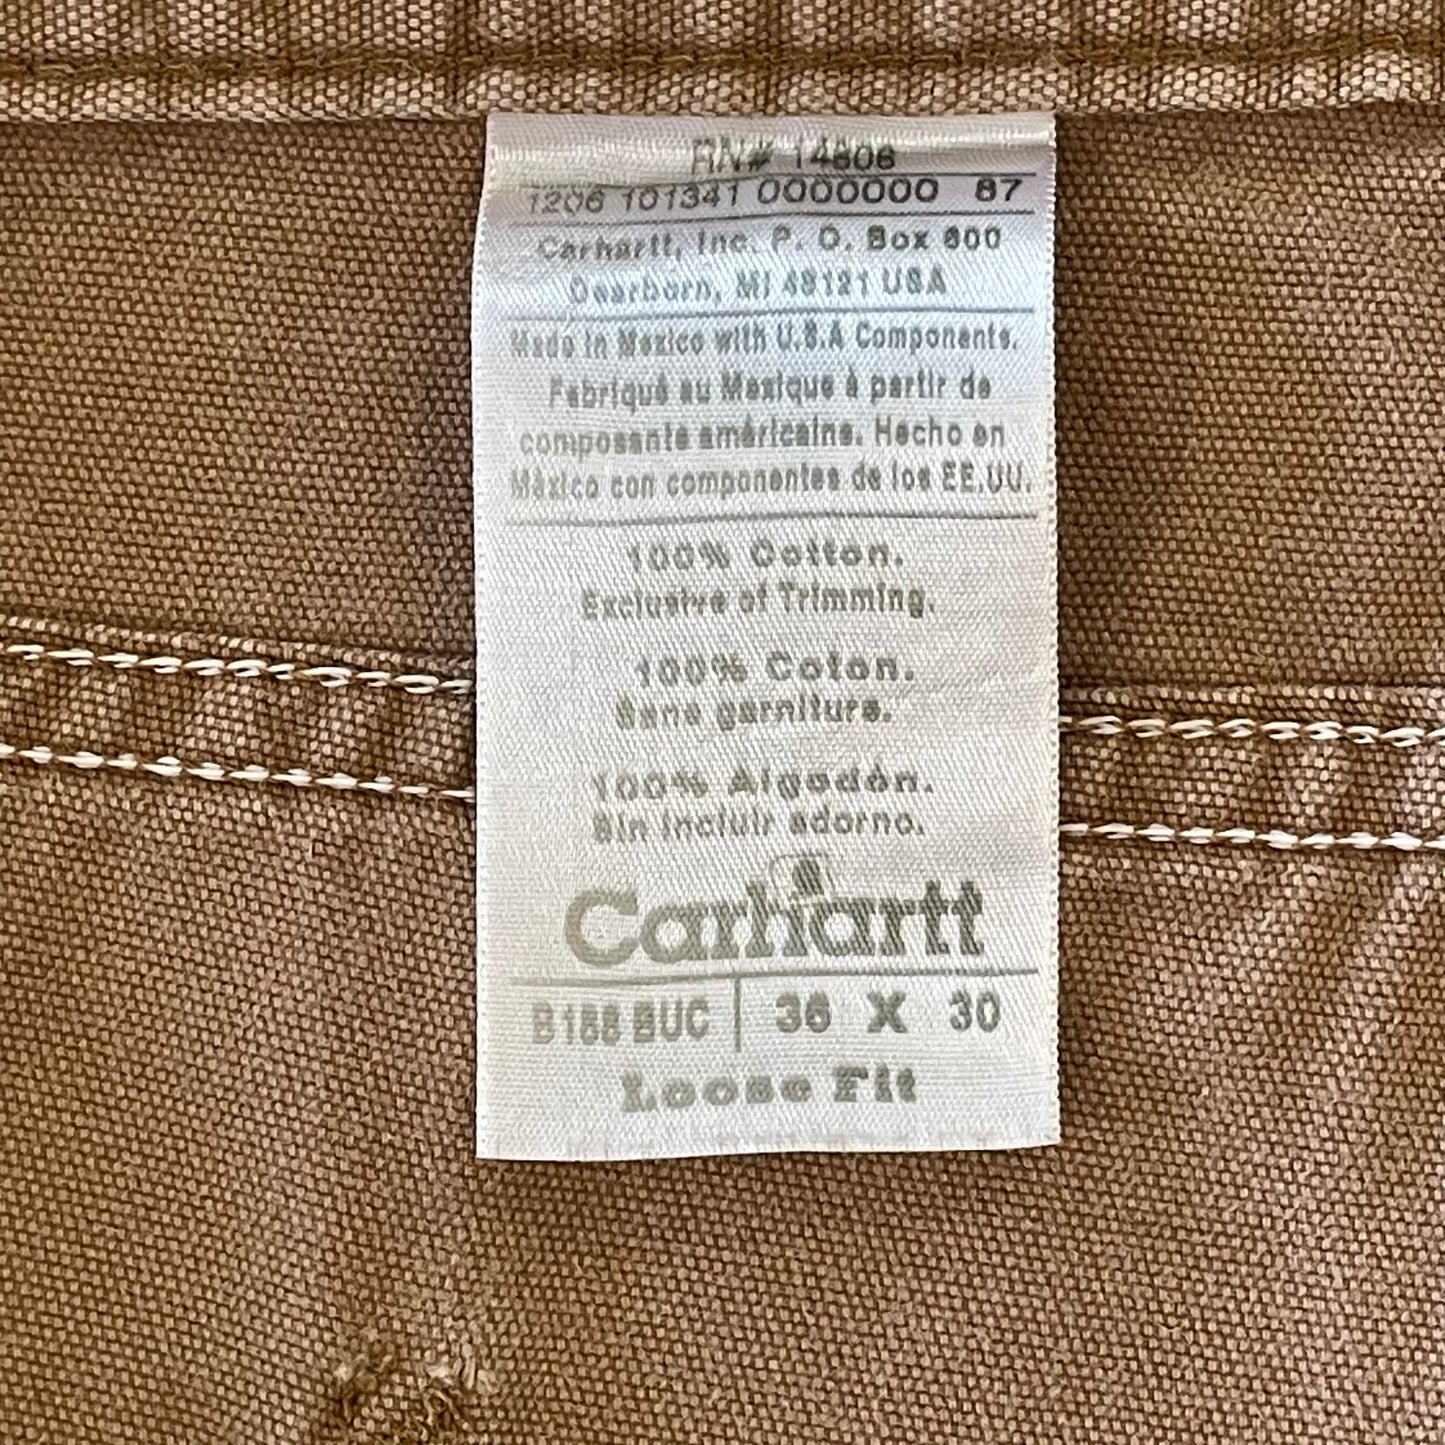 RN# 14806
1206 101341 0000000 87
Carhartt, Inc. P. O. Box 600
Dearborn, MI 48121 USA
Made in Mexico with U.S.A Components.
Fabriqué au Mexique à partir de
composante américains. Hecho en
México con componentes de los EE.UU.
100% Cotton.
Exclusive of Trimming.
100% Coton.
Sans garniture.
100% Algodón.
Sin incluir adorno.
Carhartt
B188 BUC 36 X 30
Loose Fit